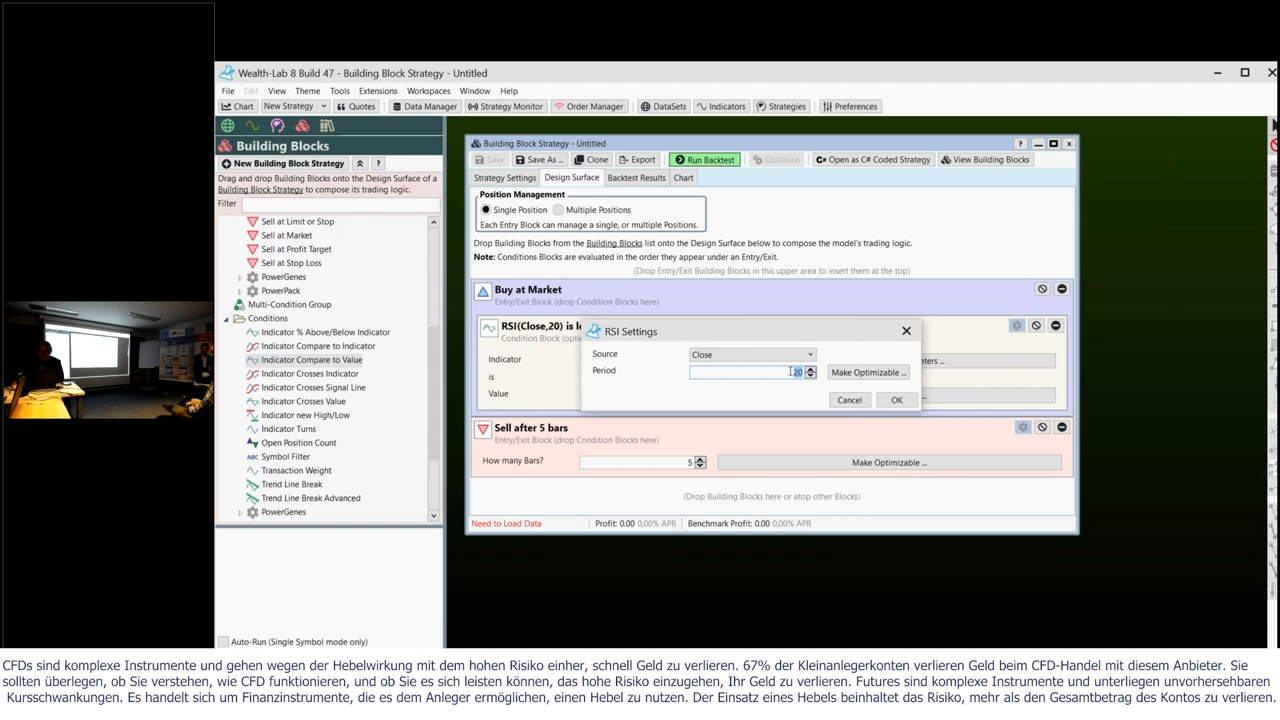 Wealth-Lab 8 Build 47 - Building Block Strategy - Untitled
File Edit View Theme Tools Extensions Workspaces Window Help
Chart New Strategy Quotes Data Manager Strategy Monitor Order Manager DataSets Indicators Strategies Preferences
Building Blocks
New Building Block Strategy ?
Drag and drop Building Blocks onto the Design Surface of a
Building Block Strategy to compose its trading logic.
Filter
Sell at Limit or Stop
Sell at Market
Sell at Profit Target
Sell at Stop Loss
PowerGenes
PowerPack
Multi-Condition Group
Conditions
Indicator % Above/Below Indicator
Indicator Compare to Indicator
Indicator Compare to Value
Indicator Crosses Indicator
Indicator Crosses Signal Line
Indicator Crosses Value
Indicator new High/Low
Indicator Turns
Open Position Count
ABC Symbol Filter
Transaction Weight
Trend Line Break
Trend Line Break Advanced
PowerGenes
Auto-Run (Single Symbol mode only)
Building Block Strategy - Untitled ?
Save Save As ... Clone Export Run Backtest Optimize C# Open as C# Coded Strategy View Building Blocks
Strategy Settings Design Surface Backtest Results Chart
Position Management
Single Position Multiple Positions
Each Entry Block can manage a single, or multiple Positions.
Drop Building Blocks from the Building Blocks list onto the Design Surface below to compose the model's trading logic.
Note: Conditions Blocks are evaluated in the order they appear under an Entry/Exit.
(Drop Entry/Exit Building Blocks in this upper area to insert them at the top)
Buy at Market
Entry/Exit Block (drop Condition Blocks here)
RSI(Close,20) is le
Condition Block (opti
Indicator
eters ...
is
Value
...
RSI Settings
Source Close
Period 20 Make Optimizable ...
Cancel OK
Sell after 5 bars
Entry/Exit Block (drop Condition Blocks here)
How many Bars? 5 Make Optimizable ...
(Drop Building Blocks here or atop other Blocks)
Need to Load Data Profit: 0.00 0,00% APR Benchmark Profit: 0.00 0,00% APR
CFDs sind komplexe Instrumente und gehen wegen der Hebelwirkung mit dem hohen Risiko einher, schnell Geld zu verlieren. 67% der Kleinanlegerkonten verlieren Geld beim CFD-Handel mit diesem Anbieter. Sie
sollten überlegen, ob Sie verstehen, wie CFD funktionieren, und ob Sie es sich leisten können, das hohe Risiko einzugehen, Ihr Geld zu verlieren. Futures sind komplexe Instrumente und unterliegen unvorhersehbaren
Kursschwankungen. Es handelt sich um Finanzinstrumente, die es dem Anleger ermöglichen, einen Hebel zu nutzen. Der Einsatz eines Hebels beinhaltet das Risiko, mehr als den Gesamtbetrag des Kontos zu verlieren.